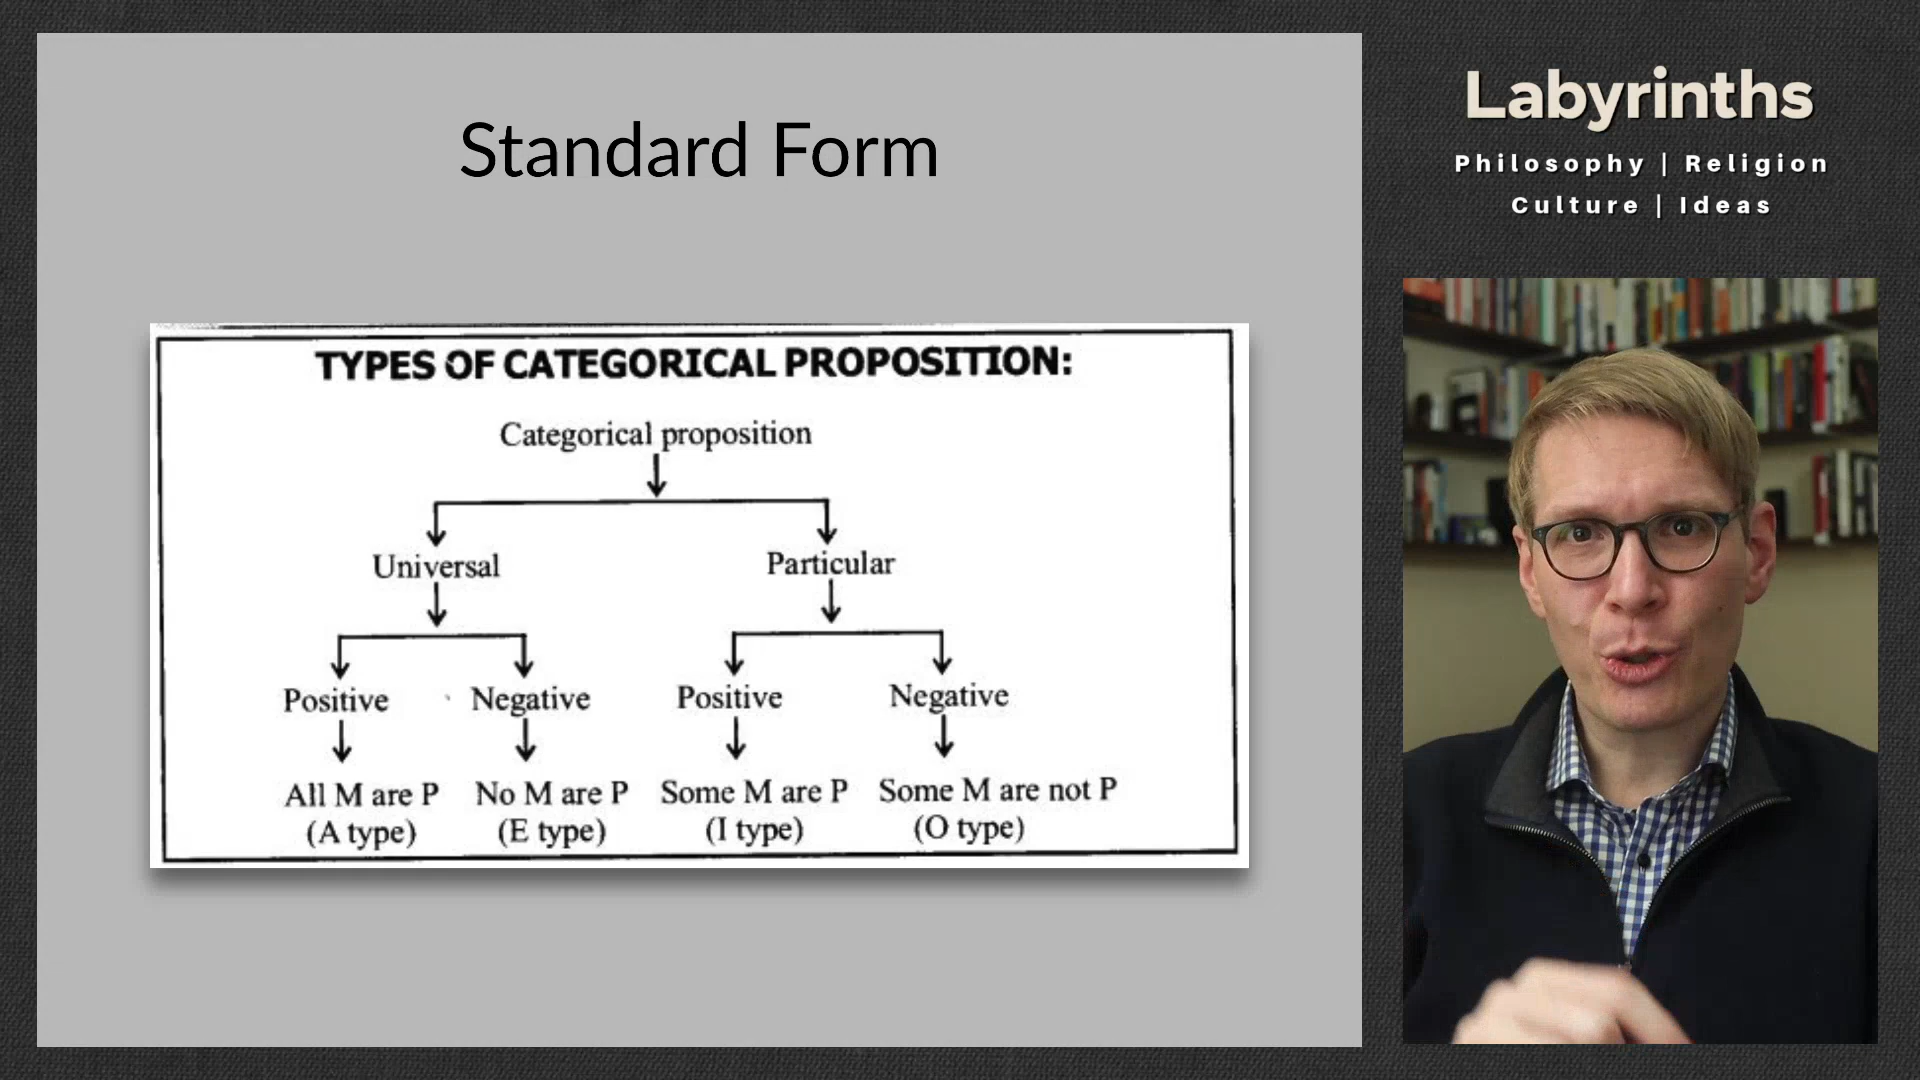 Standard Form
TYPES OF CATEGORICAL PROPOSITION:
Categorical proposition
Universal Particular
Positive Negative Positive Negative
All M are P No M are P Some M are P Some M are not P
(A type) (E type) (I type) (O type)
Labyrinths
Philosophy | Religion
Culture | Ideas